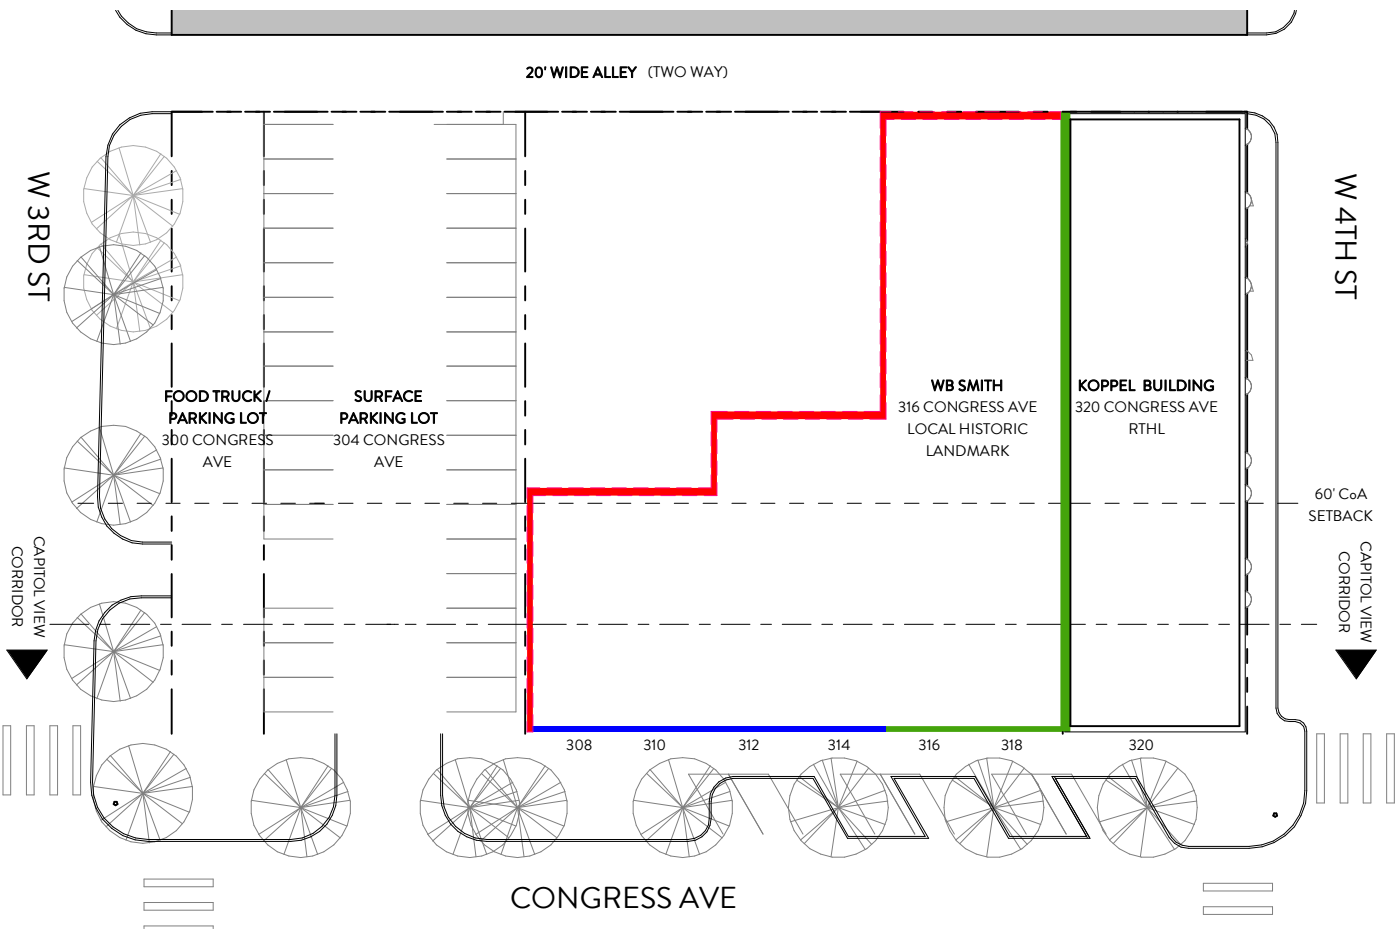 20' WIDE ALLEY (TWO WAY)
W 3RD ST
W 4TH ST
FOOD TRUCK /
PARKING LOT
300 CONGRESS
AVE
SURFACE
PARKING LOT
304 CONGRESS
AVE
WB SMITH
316 CONGRESS AVE
LOCAL HISTORIC
LANDMARK
KOPPEL BUILDING
320 CONGRESS AVE
RTHL
60' CoA
SETBACK
CAPITOL VIEW
CORRIDOR
CAPITOL VIEW
CORRIDOR
308 310 312 314 316 318 320
CONGRESS AVE